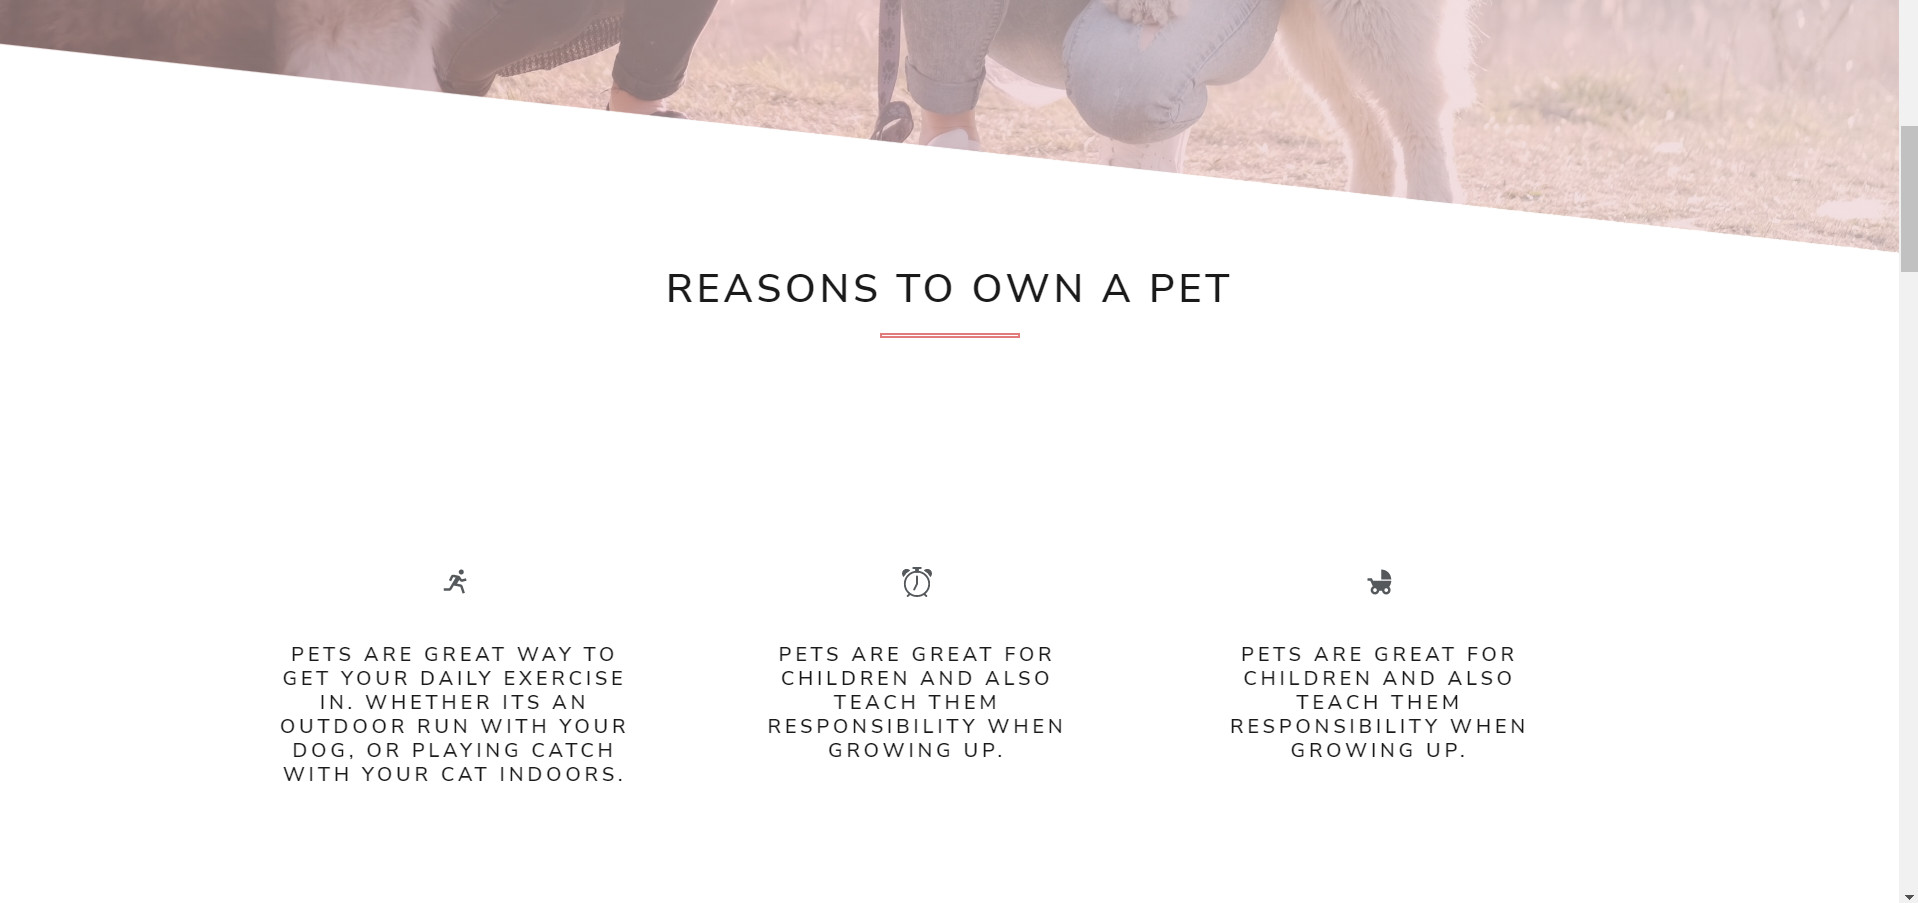 REASONS TO OWN A PET
PETS ARE GREAT WAY TO
GET YOUR DAILY EXERCISE
IN. WHETHER ITS AN
OUTDOOR RUN WITH YOUR
DOG, OR PLAYING CATCH
WITH YOUR CAT INDOORS.
PETS ARE GREAT FOR
CHILDREN AND ALSO
TEACH THEM
RESPONSIBILITY WHEN
GROWING UP.
PETS ARE GREAT FOR
CHILDREN AND ALSO
TEACH THEM
RESPONSIBILITY WHEN
GROWING UP.